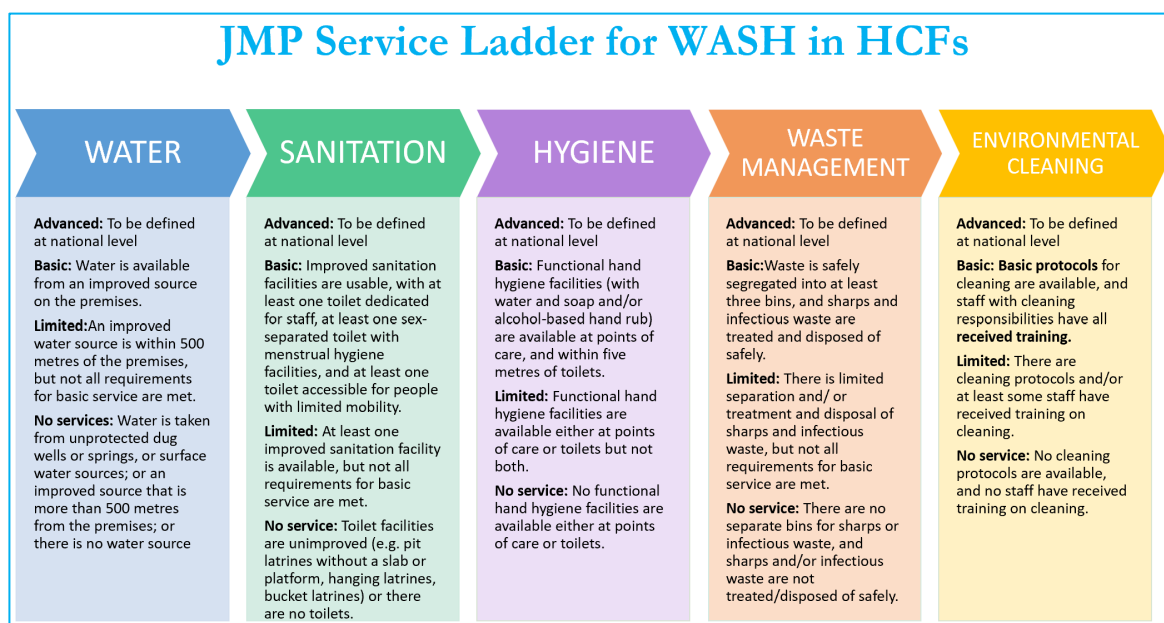 JMP Service Ladder for WASH in HCFs
WATER
Advanced: To be defined
at national level
Basic: Water is available
from an improved source
on the premises.
Limited:An improved
water source is within 500
metres of the premises,
but not all requirements
for basic service are met.
No services: Water is taken
from unprotected dug
wells or springs, or surface
water sources; or an
improved source that is
more than 500 metres
from the premises; or
there is no water source
SANITATION
Advanced: To be defined
at national level
Basic: Improved sanitation
facilities are usable, with at
least one toilet dedicated
for staff, at least one sex-
separated toilet with
menstrual hygiene
facilities, and at least one
toilet accessible for people
with limited mobility.
Limited: At least one
improved sanitation facility
is available, but not all
requirements for basic
service are met.
No service: Toilet facilities
are unimproved (e.g. pit
latrines without a slab or
platform, hanging latrines,
bucket latrines) or there
are no toilets.
HYGIENE
Advanced: To be defined at
national level
Basic: Functional hand
hygiene facilities (with
water and soap and/or
alcohol-based hand rub)
are available at points of
care, and within five
metres of toilets.
Limited: Functional hand
hygiene facilities are
available either at points
of care or toilets but not
both.
No service: No functional
hand hygiene facilities are
available either at points
of care or toilets.
WASTE
MANAGEMENT
Advanced: To be defined at
national level
Basic:Waste is safely
segregated into at least
three bins, and sharps and
infectious waste are
treated and disposed of
safely.
Limited: There is limited
separation and/ or
treatment and disposal of
sharps and infectious
waste, but not all
requirements for basic
service are met.
No service: There are no
separate bins for sharps or
infectious waste, and
sharps and/or infectious
waste are not
treated/disposed of safely.
ENVIRONMENTAL
CLEANING
Advanced: To be defined
at national level
Basic: Basic protocols for
cleaning are available, and
staff with cleaning
responsibilities have all
received training.
Limited: There are
cleaning protocols and/or
at least some staff have
received training on
cleaning.
No service: No cleaning
protocols are available,
and no staff have received
training on cleaning.